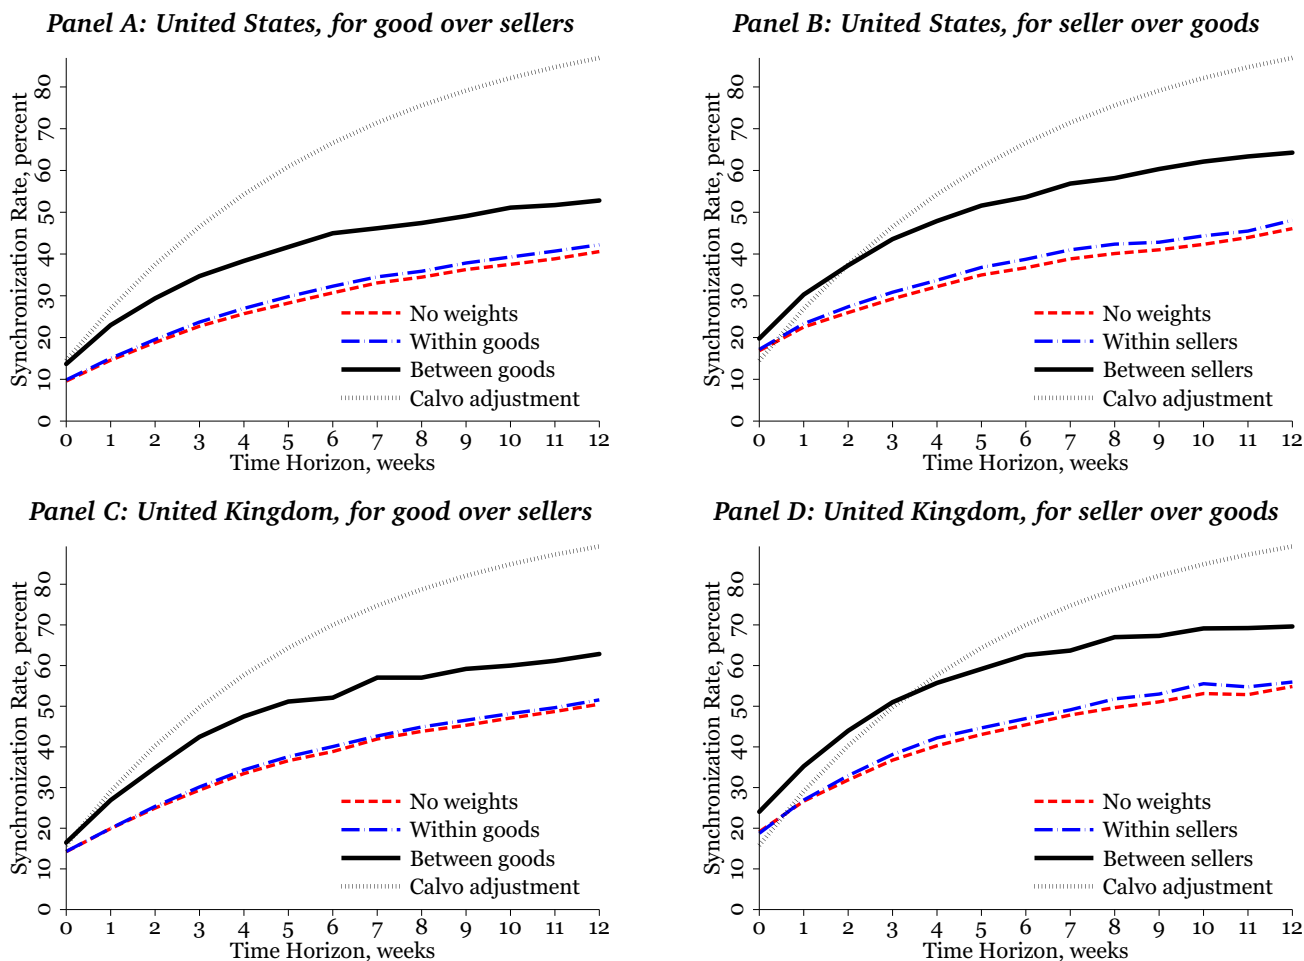 Panel A: United States, for good over sellers
Synchronization Rate, percent
0 10 20 30 40 50 60 70 80
No weights
Within goods
Between goods
Calvo adjustment
0 1 2 3 4 5 6 7 8 9 10 11 12
Time Horizon, weeks
Panel B: United States, for seller over goods
Synchronization Rate, percent
0 10 20 30 40 50 60 70 80
No weights
Within sellers
Between sellers
Calvo adjustment
0 1 2 3 4 5 6 7 8 9 10 11 12
Time Horizon, weeks
Panel C: United Kingdom, for good over sellers
Synchronization Rate, percent
0 10 20 30 40 50 60 70 80
No weights
Within goods
Between goods
Calvo adjustment
0 1 2 3 4 5 6 7 8 9 10 11 12
Time Horizon, weeks
Panel D: United Kingdom, for seller over goods
Synchronization Rate, percent
0 10 20 30 40 50 60 70 80
No weights
Within sellers
Between sellers
Calvo adjustment
0 1 2 3 4 5 6 7 8 9 10 11 12
Time Horizon, weeks